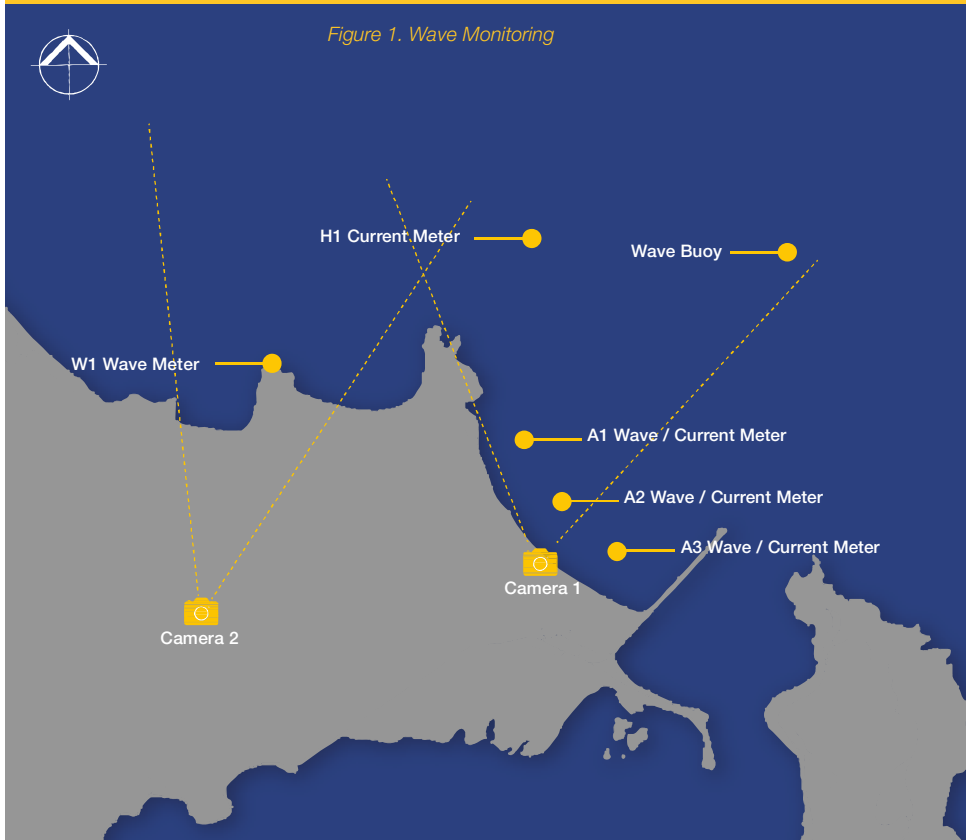 Figure 1. Wave Monitoring
H1 Current Meter
Wave Buoy
W1 Wave Meter
A1 Wave / Current Meter
A2 Wave / Current Meter
A3 Wave / Current Meter
Camera 1
Camera 2